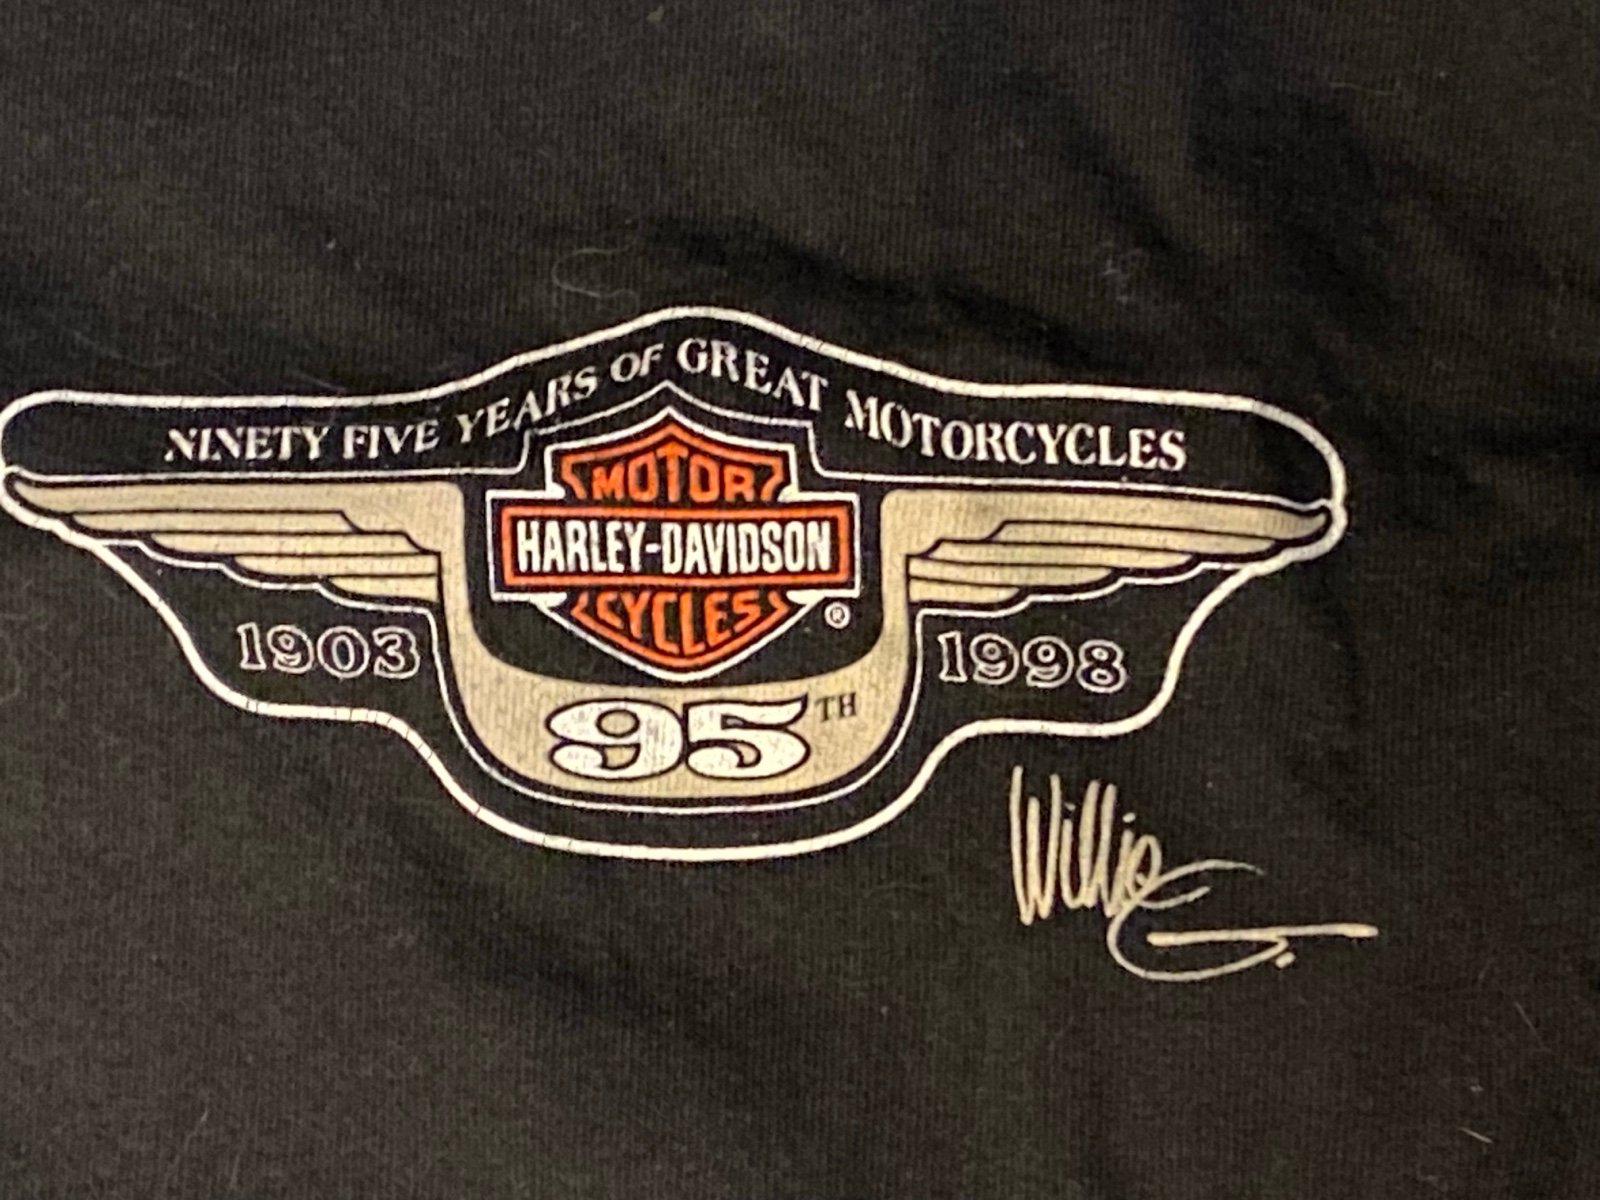 NINETY FIVE YEARS OF GREAT MOTORCYCLES
MOTOR
HARLEY-DAVIDSON
CYCLES
®
1903
1998
95TH
Willie G.